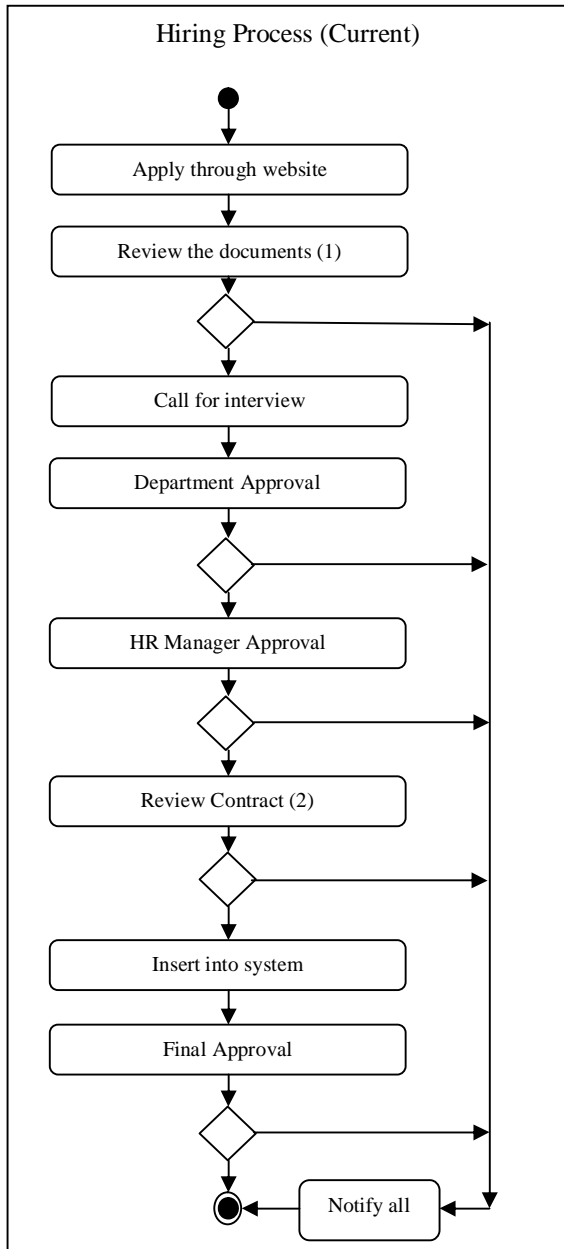 Hiring Process (Current)
Apply through website
Review the documents (1)
Call for interview
Department Approval
HR Manager Approval
Review Contract (2)
Insert into system
Final Approval
Notify all